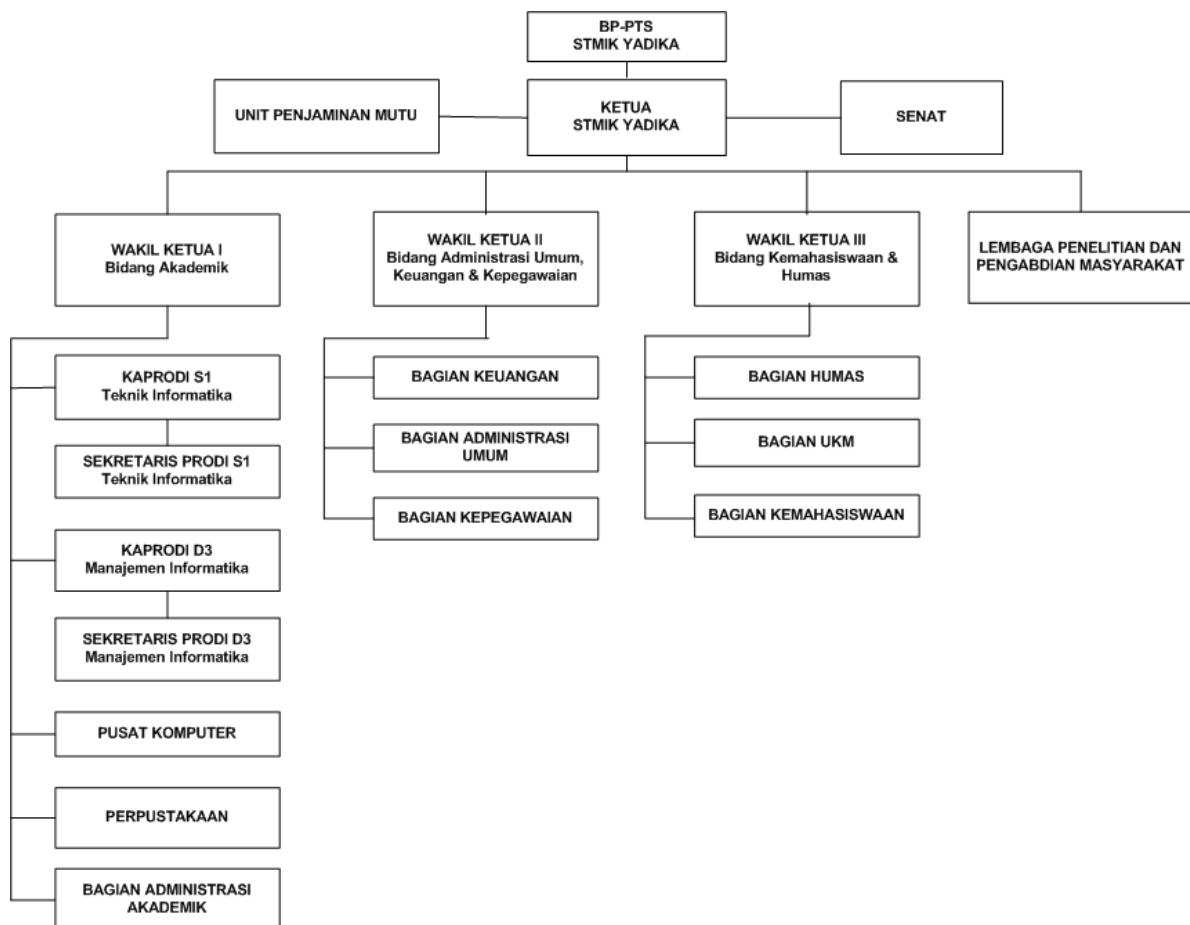 BP-PTS
STMIK YADIKA
UNIT PENJAMINAN MUTU
KETUA
STMIK YADIKA
SENAT
WAKIL KETUA I
Bidang Akademik
WAKIL KETUA II
Bidang Administrasi Umum,
Keuangan & Kepegawaian
WAKIL KETUA III
Bidang Kemahasiswaan &
Humas
LEMBAGA PENELITIAN DAN
PENGABDIAN MASYARAKAT
KAPRODI S1
Teknik Informatika
SEKRETARIS PRODI S1
Teknik Informatika
KAPRODI D3
Manajemen Informatika
SEKRETARIS PRODI D3
Manajemen Informatika
PUSAT KOMPUTER
PERPUSTAKAAN
BAGIAN ADMINISTRASI
AKADEMIK
BAGIAN KEUANGAN
BAGIAN ADMINISTRASI
UMUM
BAGIAN KEPEGAWAIAN
BAGIAN HUMAS
BAGIAN UKM
BAGIAN KEMAHASISWAAN